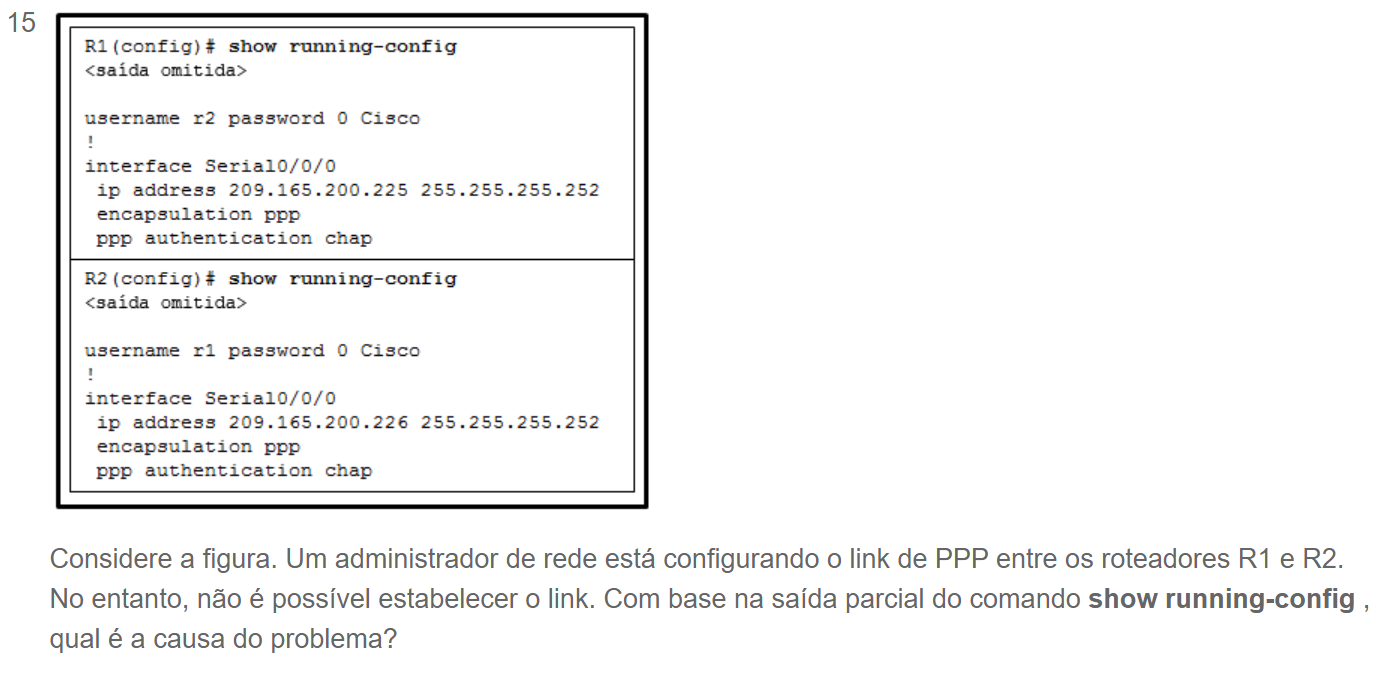 15
R1(config)# show running-config
<saída omitida>
username r2 password 0 Cisco
!
interface Serial0/0/0
ip address 209.165.200.225 255.255.255.252
encapsulation ppp
ppp authentication chap
R2(config)# show running-config
<saída omitida>
username r1 password 0 Cisco
!
interface Serial0/0/0
ip address 209.165.200.226 255.255.255.252
encapsulation ppp
ppp authentication chap
Considere a figura. Um administrador de rede está configurando o link de PPP entre os roteadores R1 e R2.
No entanto, não é possível estabelecer o link. Com base na saída parcial do comando show running-config ,
qual é a causa do problema?